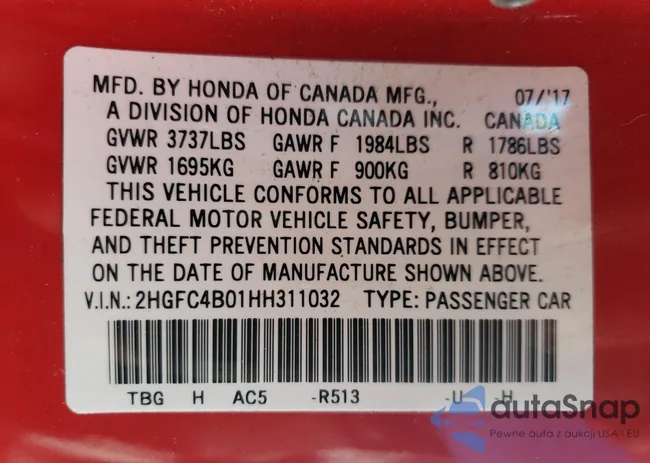 MFD. BY HONDA OF CANADA MFG., 07/'17
A DIVISION OF HONDA CANADA INC. CANADA
GVWR 3737LBS GAWR F 1984LBS R 1786LBS
GVWR 1695KG GAWR F 900KG R 810KG
THIS VEHICLE CONFORMS TO ALL APPLICABLE
FEDERAL MOTOR VEHICLE SAFETY, BUMPER,
AND THEFT PREVENTION STANDARDS IN EFFECT
ON THE DATE OF MANUFACTURE SHOWN ABOVE.
V.I.N.: 2HGFC4B01HH311032 TYPE: PASSENGER CAR
TBG H AC5 -R513 -U -H
autoSnap
Pewne auta z aukcji USA - EU